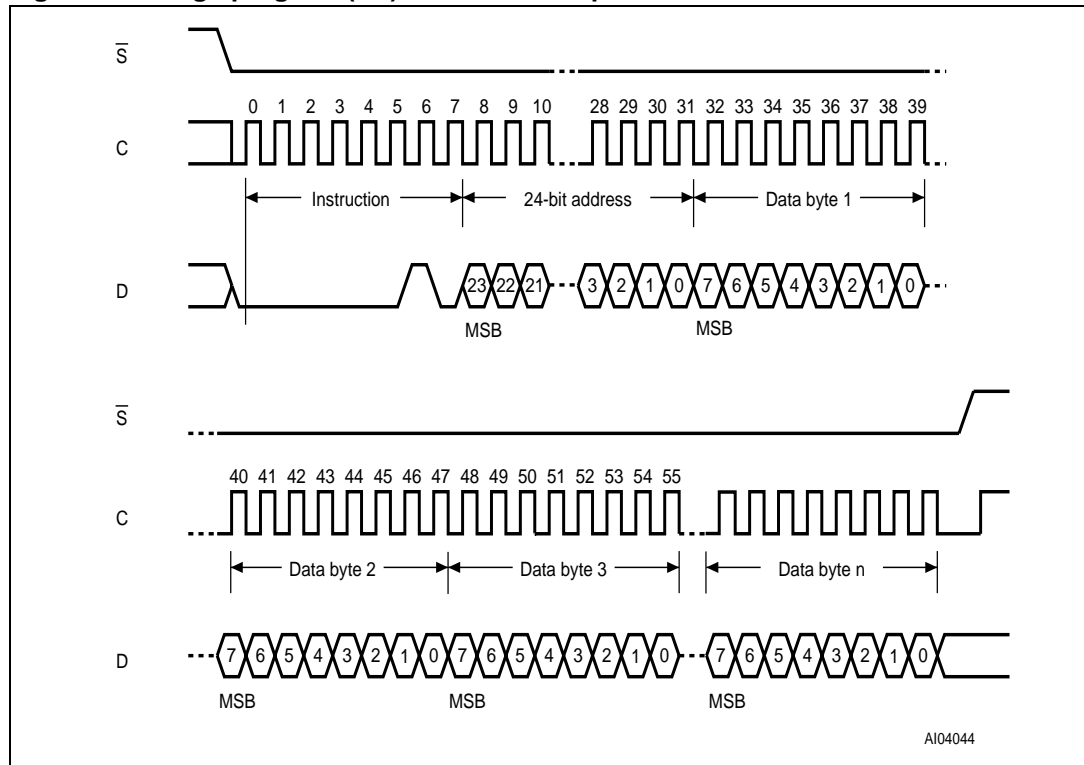 S̅
0 1 2 3 4 5 6 7 8 9 10 28 29 30 31 32 33 34 35 36 37 38 39
C
Instruction 24-bit address Data byte 1
D
23 22 21 3 2 1 0 7 6 5 4 3 2 1 0
MSB MSB
S̅
40 41 42 43 44 45 46 47 48 49 50 51 52 53 54 55
C
Data byte 2 Data byte 3 Data byte n
D
7 6 5 4 3 2 1 0 7 6 5 4 3 2 1 0 7 6 5 4 3 2 1 0
MSB MSB MSB
AI04044